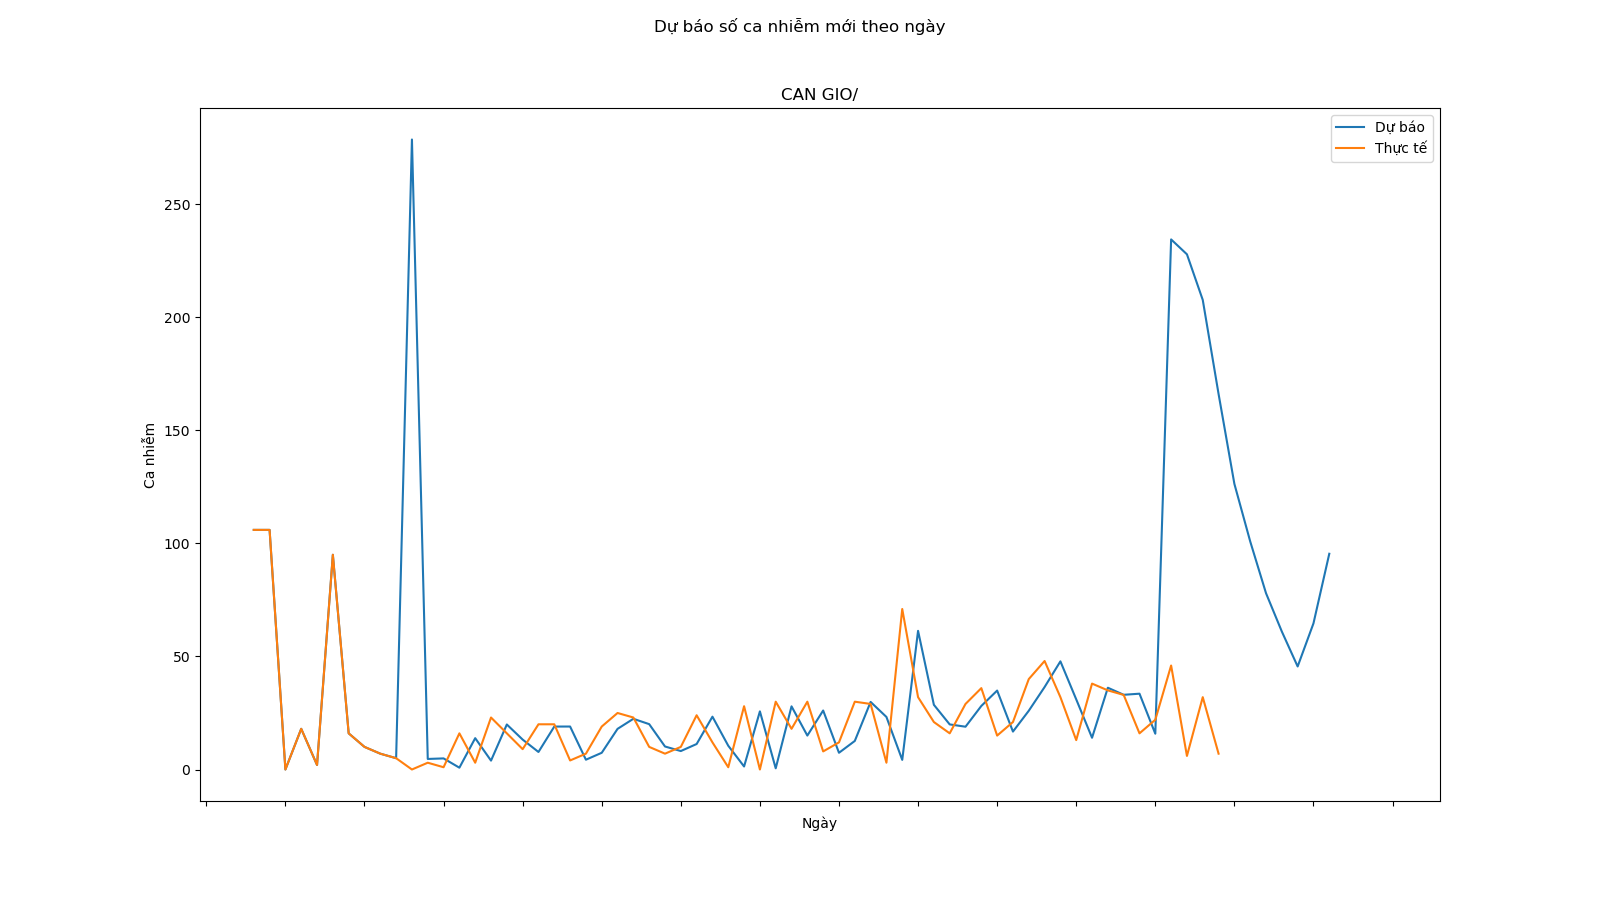 Dự báo số ca nhiễm mới theo ngày
CAN GIO/
Dự báo
Thực tế
250
200
150
100
50
0
Ca nhiễm
Ngày